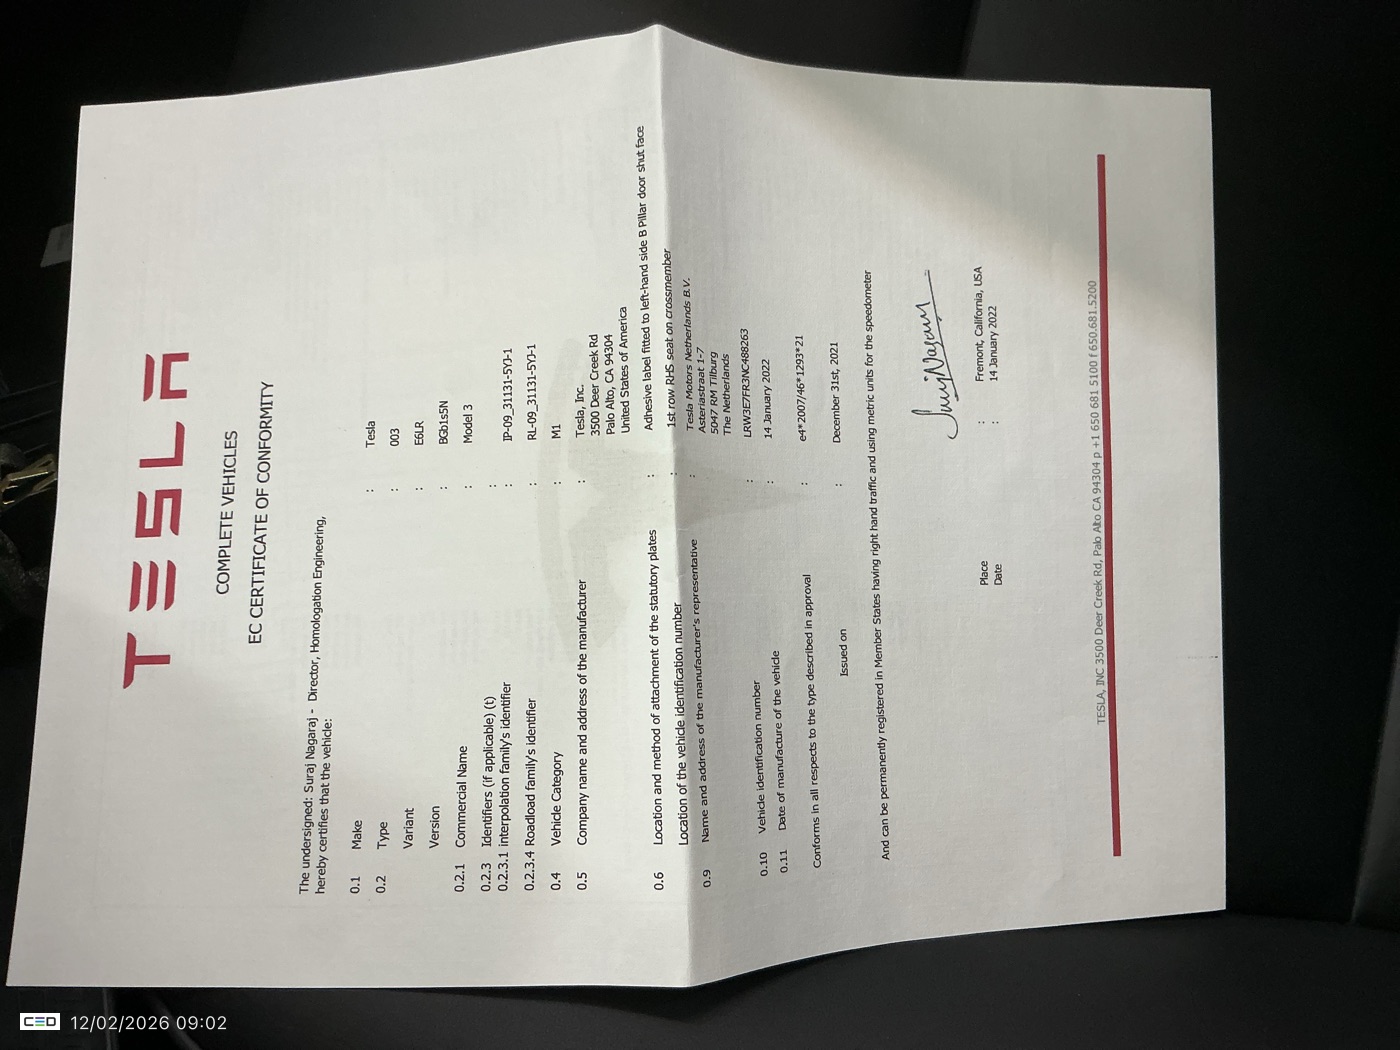 TESLA
COMPLETE VEHICLES
EC CERTIFICATE OF CONFORMITY
The undersigned: Suraj Nagaraj - Director, Homologation Engineering,
hereby certifies that the vehicle:
0.1 Make : Tesla
0.2 Type : 003
Variant : E6LR
Version : BGb1s5N
0.2.1 Commercial Name : Model 3
0.2.3 Identifiers (if applicable) (t) :
0.2.3.1 interpolation family's identifier : IP-09_31131-5YJ-1
0.2.3.4 Roadload family's identifier : RL-09_31131-5YJ-1
0.4 Vehicle Category : M1
0.5 Company name and address of the manufacturer : Tesla, Inc.
3500 Deer Creek Rd
Palo Alto, CA 94304
United States of America
0.6 Location and method of attachment of the statutory plates : Adhesive label fitted to left-hand side B Pillar door shut face
Location of the vehicle identification number : 1st row RHS seat on crossmember
0.9 Name and address of the manufacturer's representative : Tesla Motors Netherlands B.V.
Asteriastraat 1-7
5047 RM Tilburg
The Netherlands
0.10 Vehicle identification number : LRW3E7FR3NC488263
0.11 Date of manufacture of the vehicle : 14 January 2022
Conforms in all respects to the type described in approval : e4*2007/46*1293*21
Issued on : December 31st, 2021
And can be permanently registered in Member States having right hand traffic and using metric units for the speedometer
Suraj Nagaraj
Place : Fremont, California, USA
Date : 14 January 2022
TESLA, INC 3500 Deer Creek Rd, Palo Alto CA 94304 p +1 650 681 5100 f 650.681.5200
CED 12/02/2026 09:02